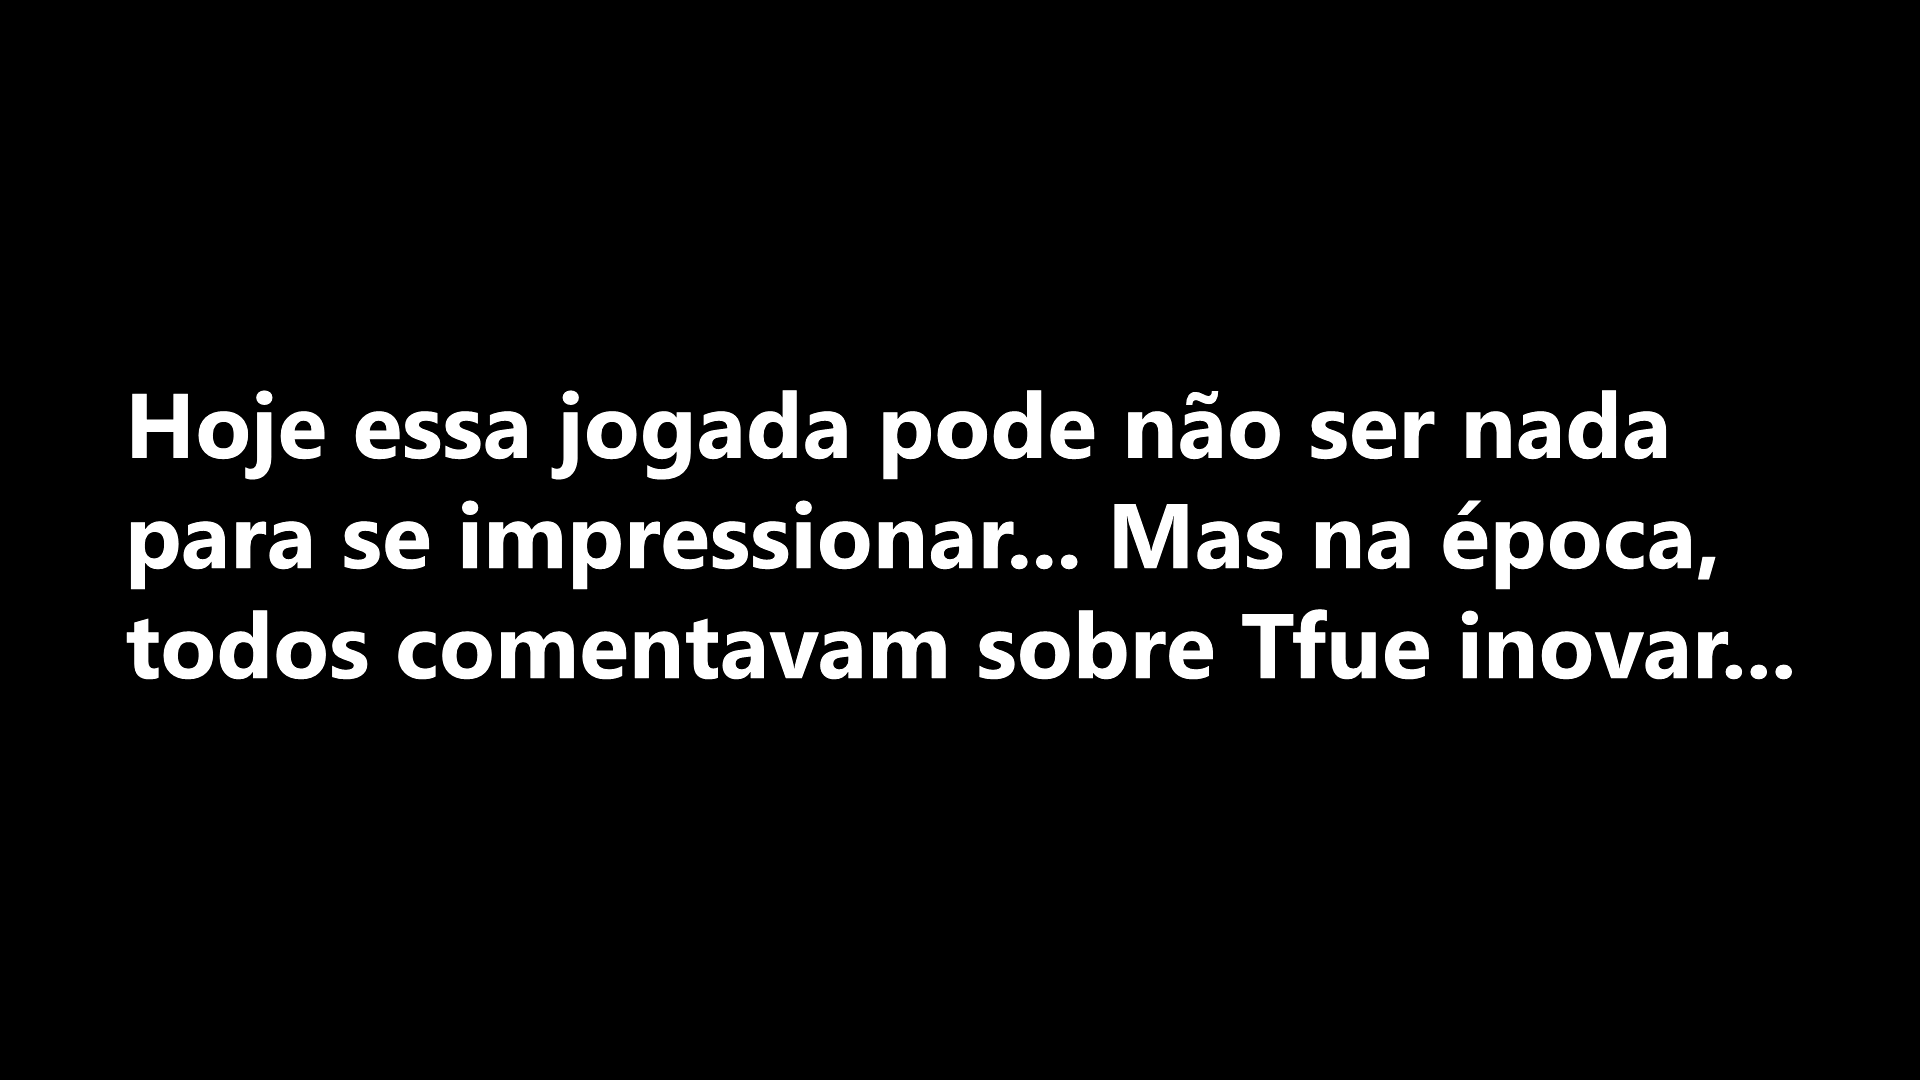 Hoje essa jogada pode não ser nada
para se impressionar... Mas na época,
todos comentavam sobre Tfue inovar...